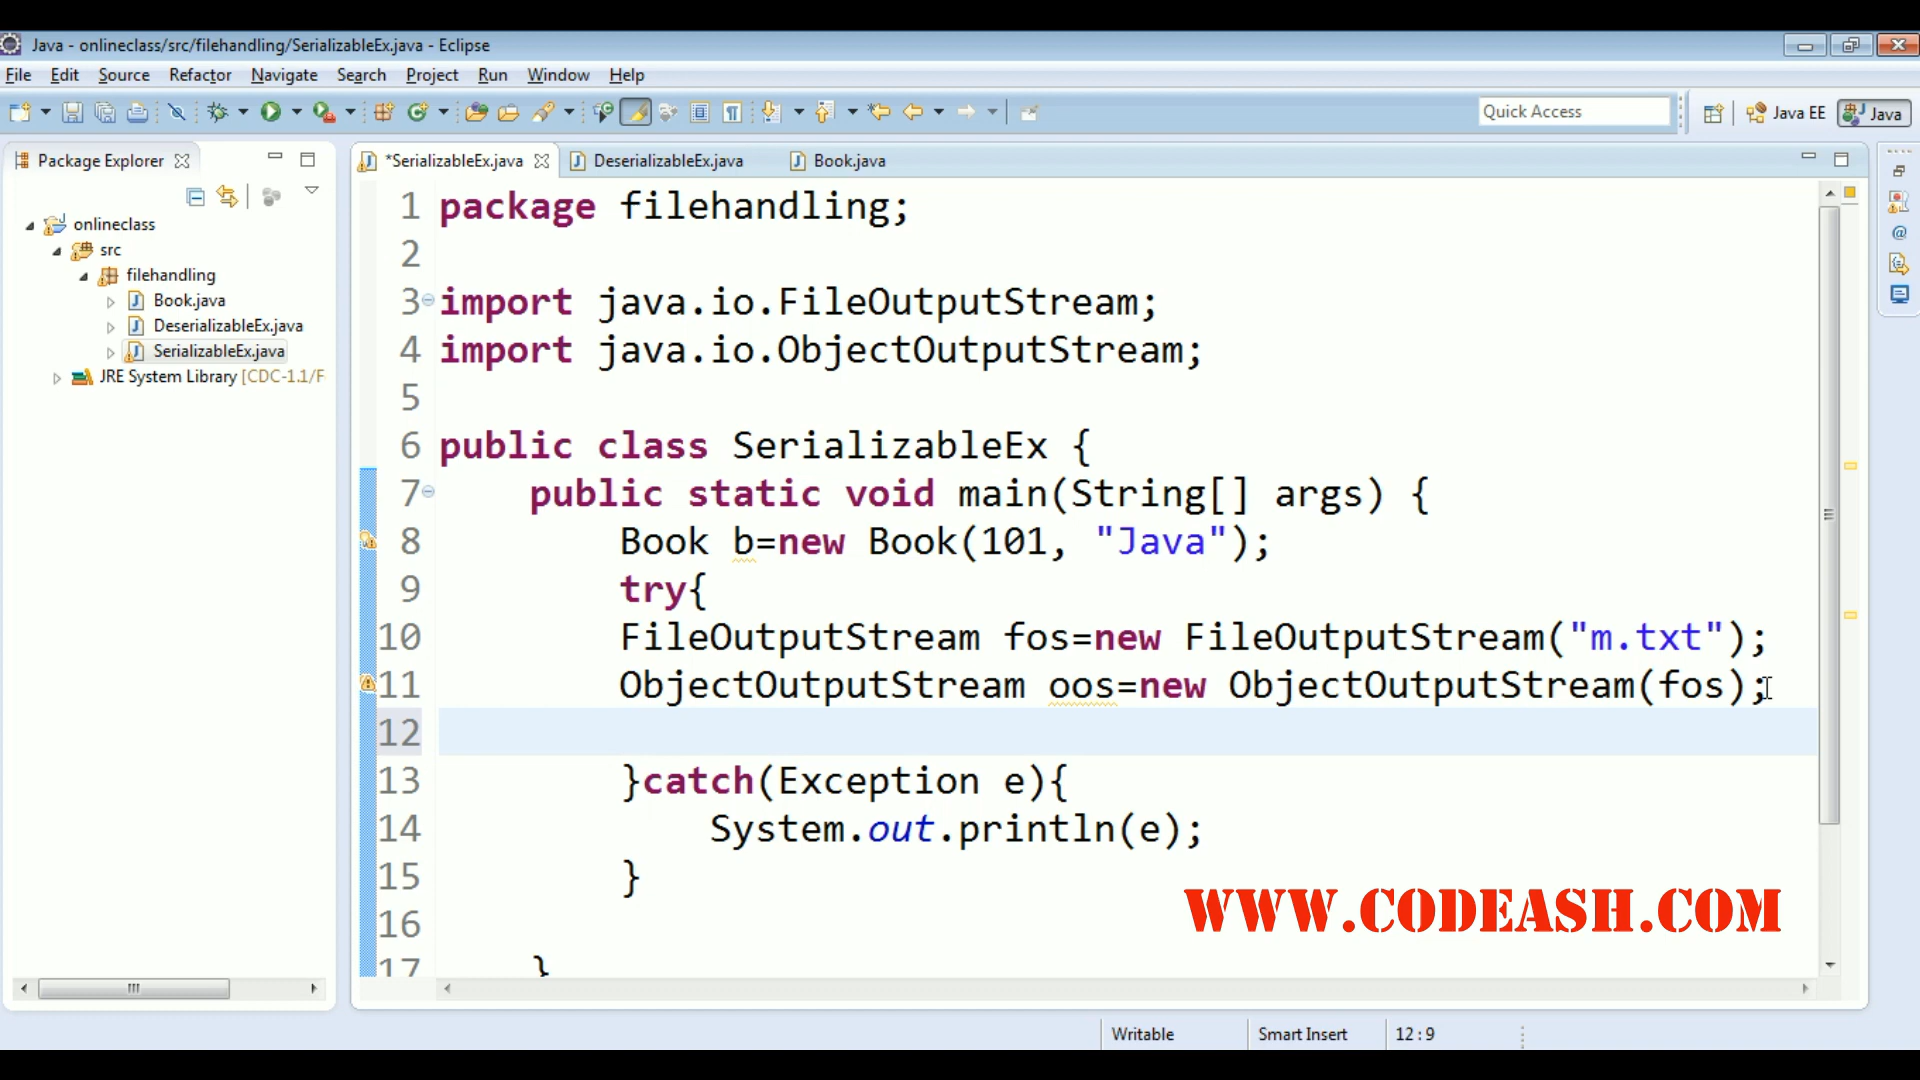 Java - onlineclass/src/filehandling/SerializableEx.java - Eclipse
File Edit Source Refactor Navigate Search Project Run Window Help
Quick Access
Java EE
Java
Package Explorer
*SerializableEx.java
DeserializableEx.java
Book.java
onlineclass
src
filehandling
Book.java
DeserializableEx.java
SerializableEx.java
JRE System Library [CDC-1.1/F
1 package filehandling;
2
3 import java.io.FileOutputStream;
4 import java.io.ObjectOutputStream;
5
6 public class SerializableEx {
7 public static void main(String[] args) {
8 Book b=new Book(101, "Java");
9 try{
10 FileOutputStream fos=new FileOutputStream("m.txt");
11 ObjectOutputStream oos=new ObjectOutputStream(fos);
12
13 }catch(Exception e){
14 System.out.println(e);
15 }
16
17 }
WWW.CODEASH.COM
Writable
Smart Insert
12 : 9